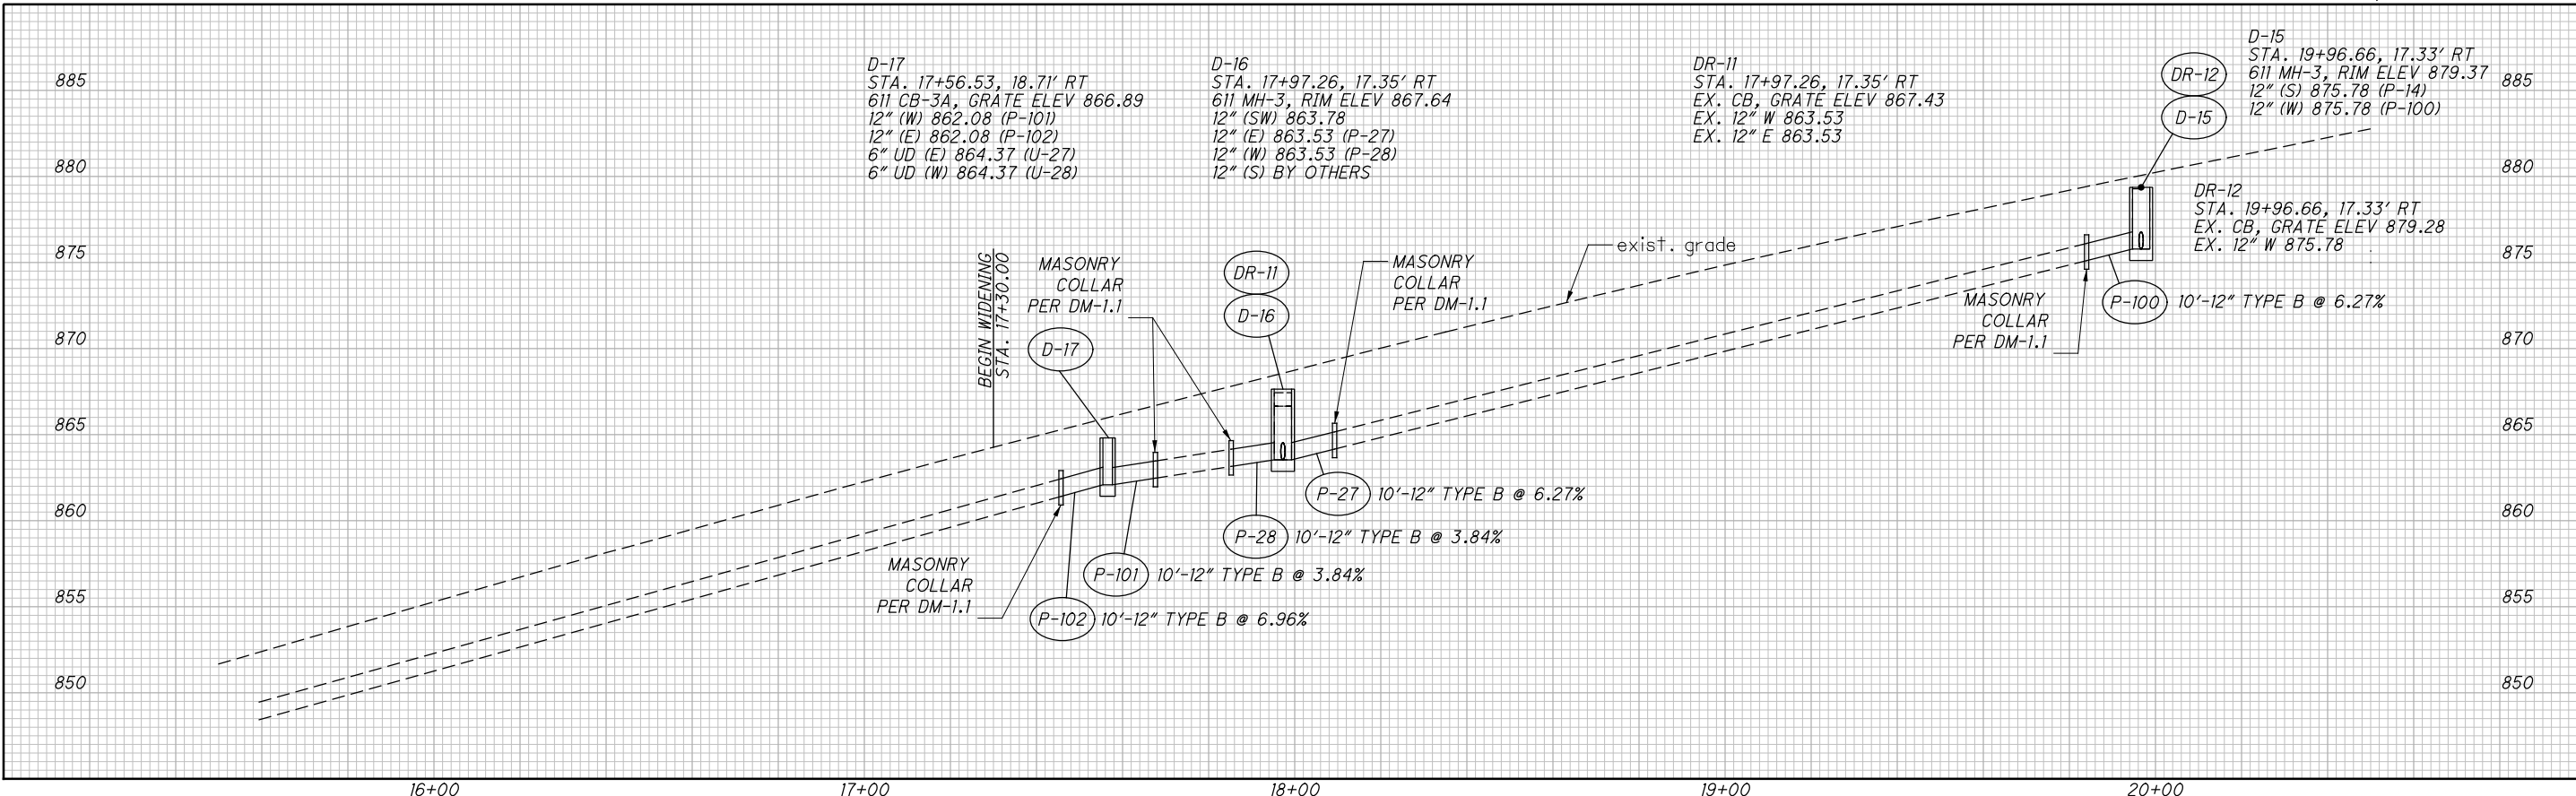 D-17
STA. 17+56.53, 18.71' RT
611 CB-3A, GRATE ELEV 866.89
12" (W) 862.08 (P-101)
12" (E) 862.08 (P-102)
6" UD (E) 864.37 (U-27)
6" UD (W) 864.37 (U-28)
D-16
STA. 17+97.26, 17.35' RT
611 MH-3, RIM ELEV 867.64
12" (SW) 863.78
12" (E) 863.53 (P-27)
12" (W) 863.53 (P-28)
12" (S) BY OTHERS
DR-11
STA. 17+97.26, 17.35' RT
EX. CB, GRATE ELEV 867.43
EX. 12" W 863.53
EX. 12" E 863.53
DR-12
D-15
D-15
STA. 19+96.66, 17.33' RT
611 MH-3, RIM ELEV 879.37
12" (S) 875.78 (P-14)
12" (W) 875.78 (P-100)
DR-12
STA. 19+96.66, 17.33' RT
EX. CB, GRATE ELEV 879.28
EX. 12" W 875.78
885
880
875
870
865
860
855
850
885
880
875
870
865
860
855
850
BEGIN WIDENING
STA. 17+30.00
MASONRY
COLLAR
PER DM-1.1
D-17
DR-11
D-16
MASONRY
COLLAR
PER DM-1.1
exist. grade
MASONRY
COLLAR
PER DM-1.1
P-100 10'-12" TYPE B @ 6.27%
P-27 10'-12" TYPE B @ 6.27%
P-28 10'-12" TYPE B @ 3.84%
P-101 10'-12" TYPE B @ 3.84%
MASONRY
COLLAR
PER DM-1.1
P-102 10'-12" TYPE B @ 6.96%
16+00
17+00
18+00
19+00
20+00